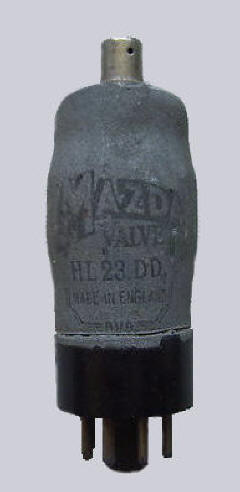 MAZDA
VALVE
HL 23 DD.
MADE IN ENGLAND